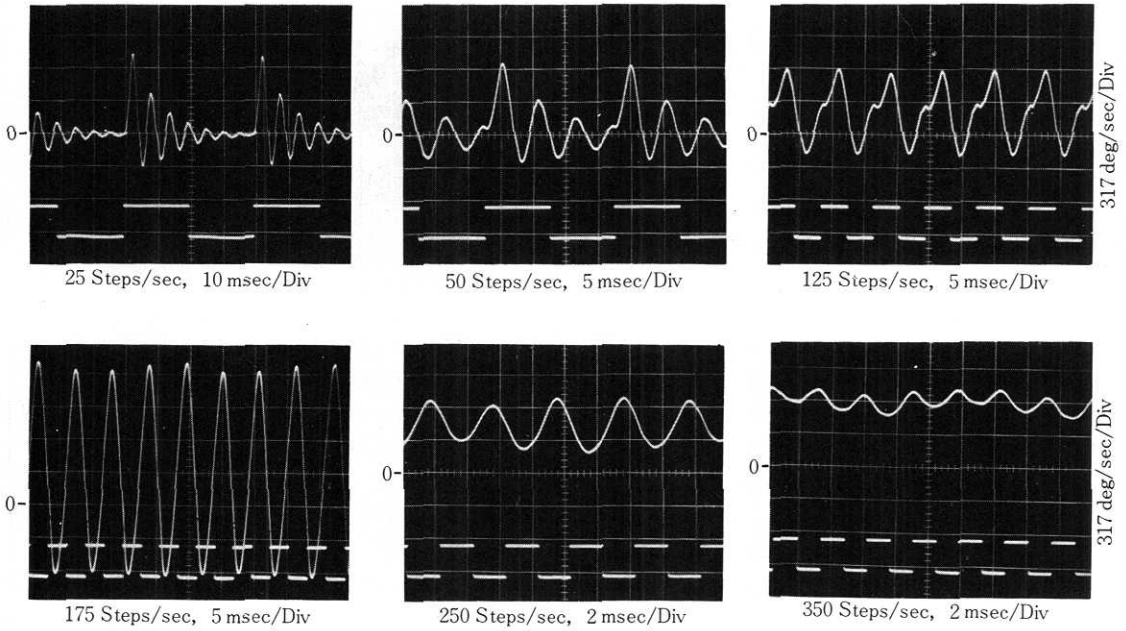 0-
0-
0-
317 deg/sec/Div
25 Steps/sec, 10 msec/Div
50 Steps/sec, 5 msec/Div
125 Steps/sec, 5 msec/Div
0-
0-
0-
317 deg/sec/Div
175 Steps/sec, 5 msec/Div
250 Steps/sec, 2 msec/Div
350 Steps/sec, 2 msec/Div